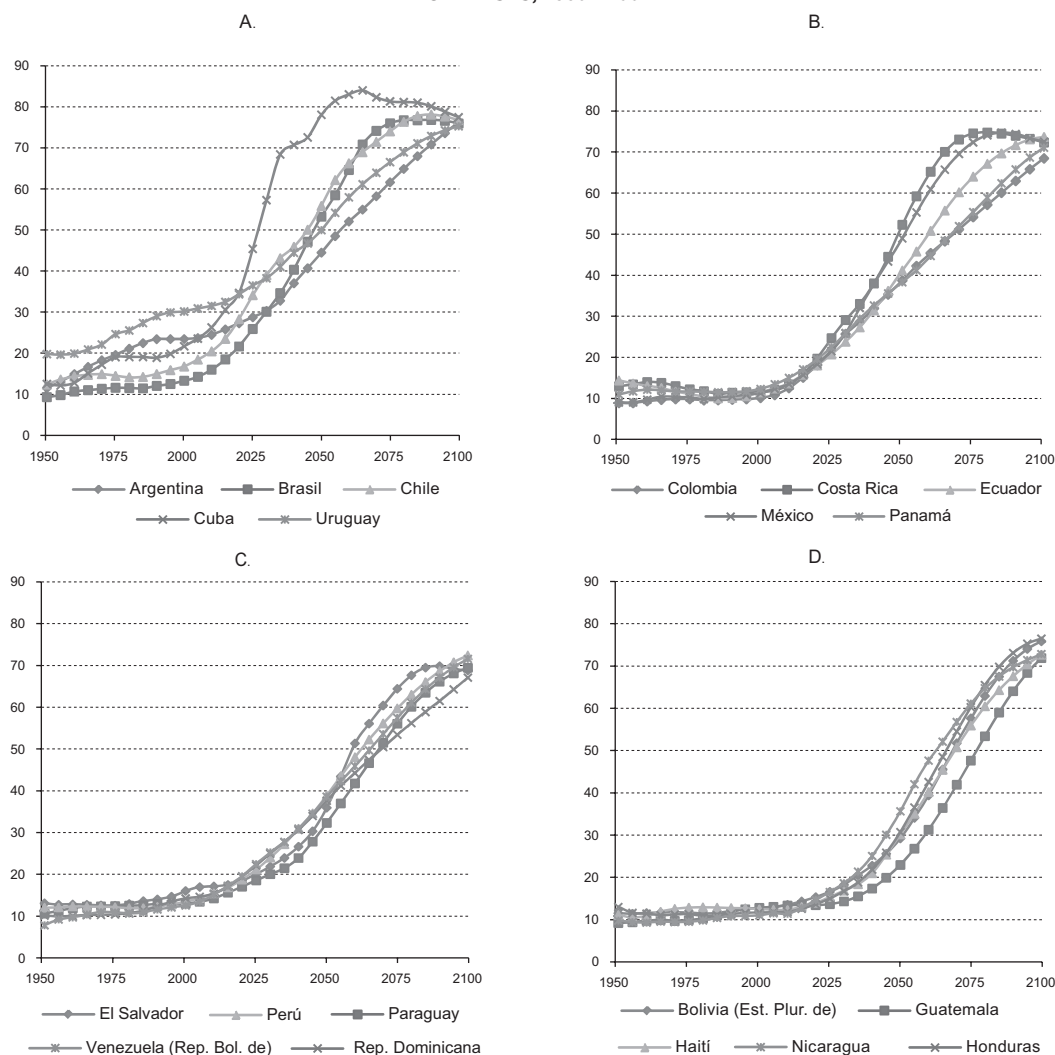 A.
90
80
70
60
50
40
30
20
10
0
1950 1975 2000 2025 2050 2075 2100
Argentina Brasil Chile
Cuba Uruguay
B.
90
80
70
60
50
40
30
20
10
0
1950 1975 2000 2025 2050 2075 2100
Colombia Costa Rica Ecuador
México Panamá
C.
90
80
70
60
50
40
30
20
10
0
1950 1975 2000 2025 2050 2075 2100
El Salvador Perú Paraguay
Venezuela (Rep. Bol. de) Rep. Dominicana
D.
90
80
70
60
50
40
30
20
10
0
1950 1975 2000 2025 2050 2075 2100
Bolivia (Est. Plur. de) Guatemala
Haití Nicaragua Honduras